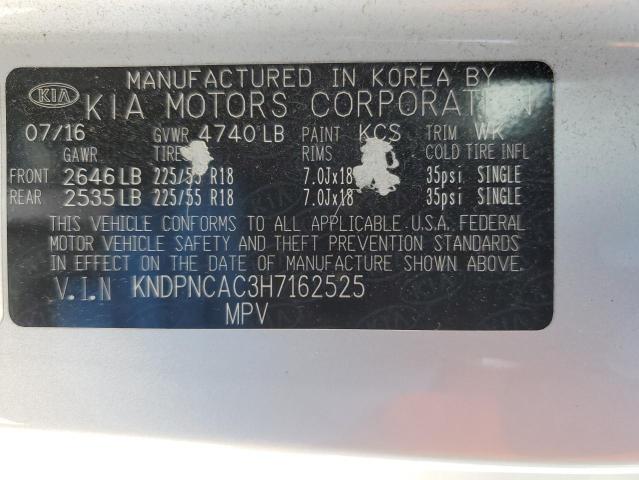 MANUFACTURED IN KOREA BY
KIA KIA MOTORS CORPORATION
07/16 GVWR 4740 LB PAINT KCS TRIM WK
GAWR TIRE RIMS COLD TIRE INFL
FRONT 2646 LB 225/55 R18 7.0Jx18 35psi SINGLE
REAR 2535 LB 225/55 R18 7.0Jx18 35psi SINGLE
THIS VEHICLE CONFORMS TO ALL APPLICABLE U.S.A. FEDERAL
MOTOR VEHICLE SAFETY AND THEFT PREVENTION STANDARDS
IN EFFECT ON THE DATE OF MANUFACTURE SHOWN ABOVE.
V.I.N KNDPNCAC3H7162525
MPV